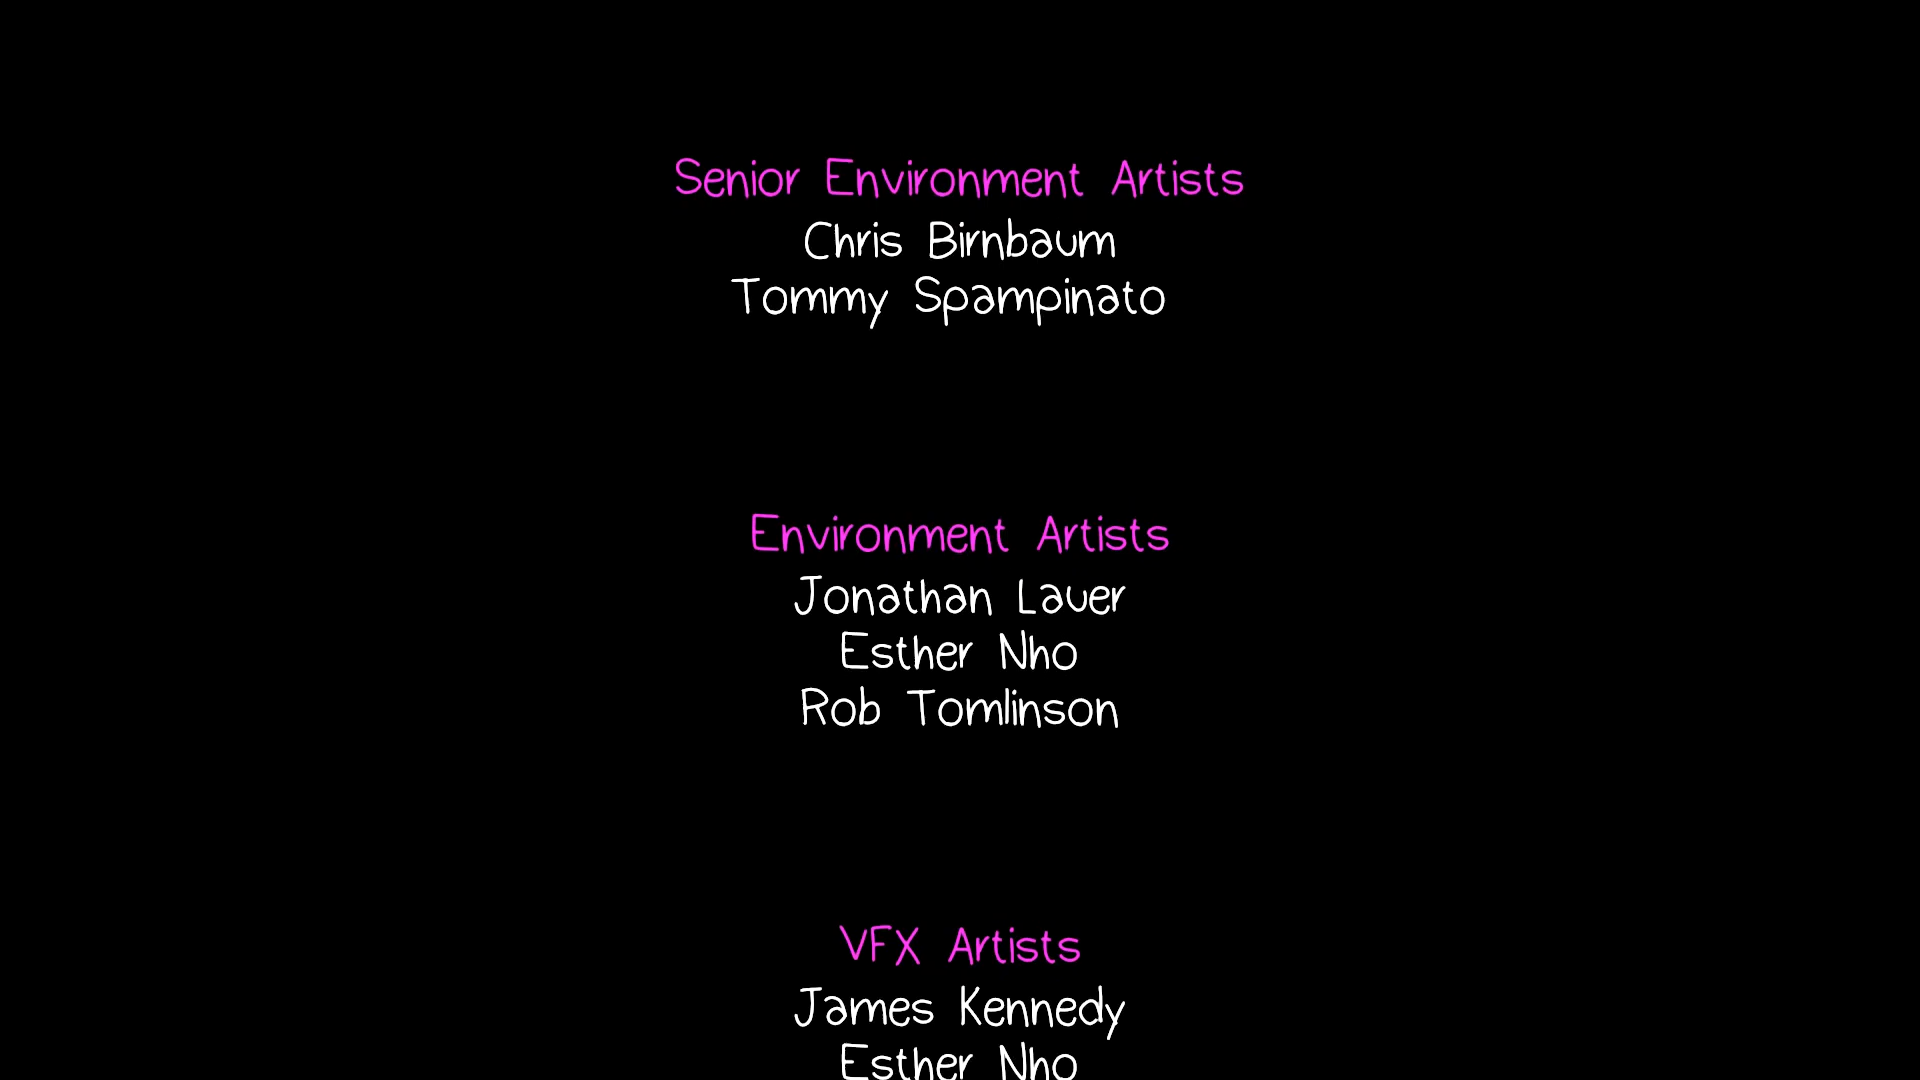 Senior Environment Artists
Chris Birnbaum
Tommy Spampinato
Environment Artists
Jonathan Lauer
Esther Nho
Rob Tomlinson
VFX Artists
James Kennedy
Esther Nho